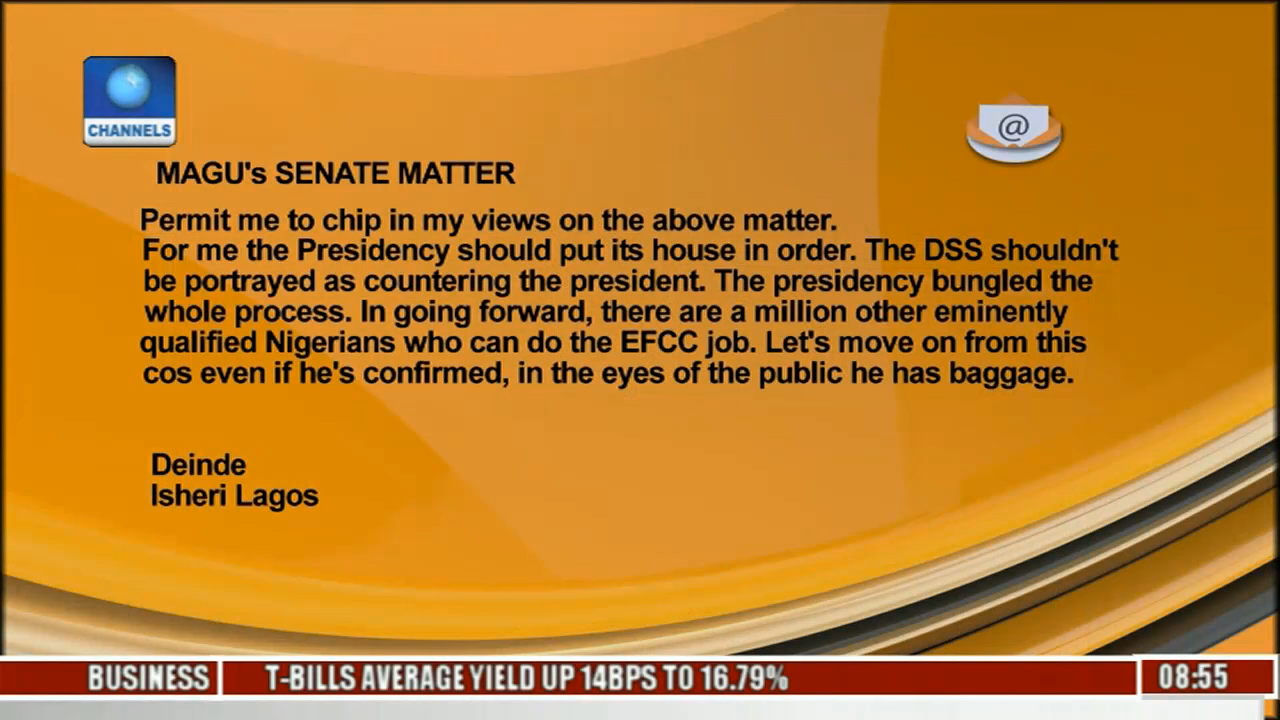 CHANNELS
@
MAGU's SENATE MATTER
Permit me to chip in my views on the above matter.
For me the Presidency should put its house in order. The DSS shouldn't
be portrayed as countering the president. The presidency bungled the
whole process. In going forward, there are a million other eminently
qualified Nigerians who can do the EFCC job. Let's move on from this
cos even if he's confirmed, in the eyes of the public he has baggage.
Deinde
Isheri Lagos
BUSINESS T-BILLS AVERAGE YIELD UP 14BPS TO 16.79% 08:55